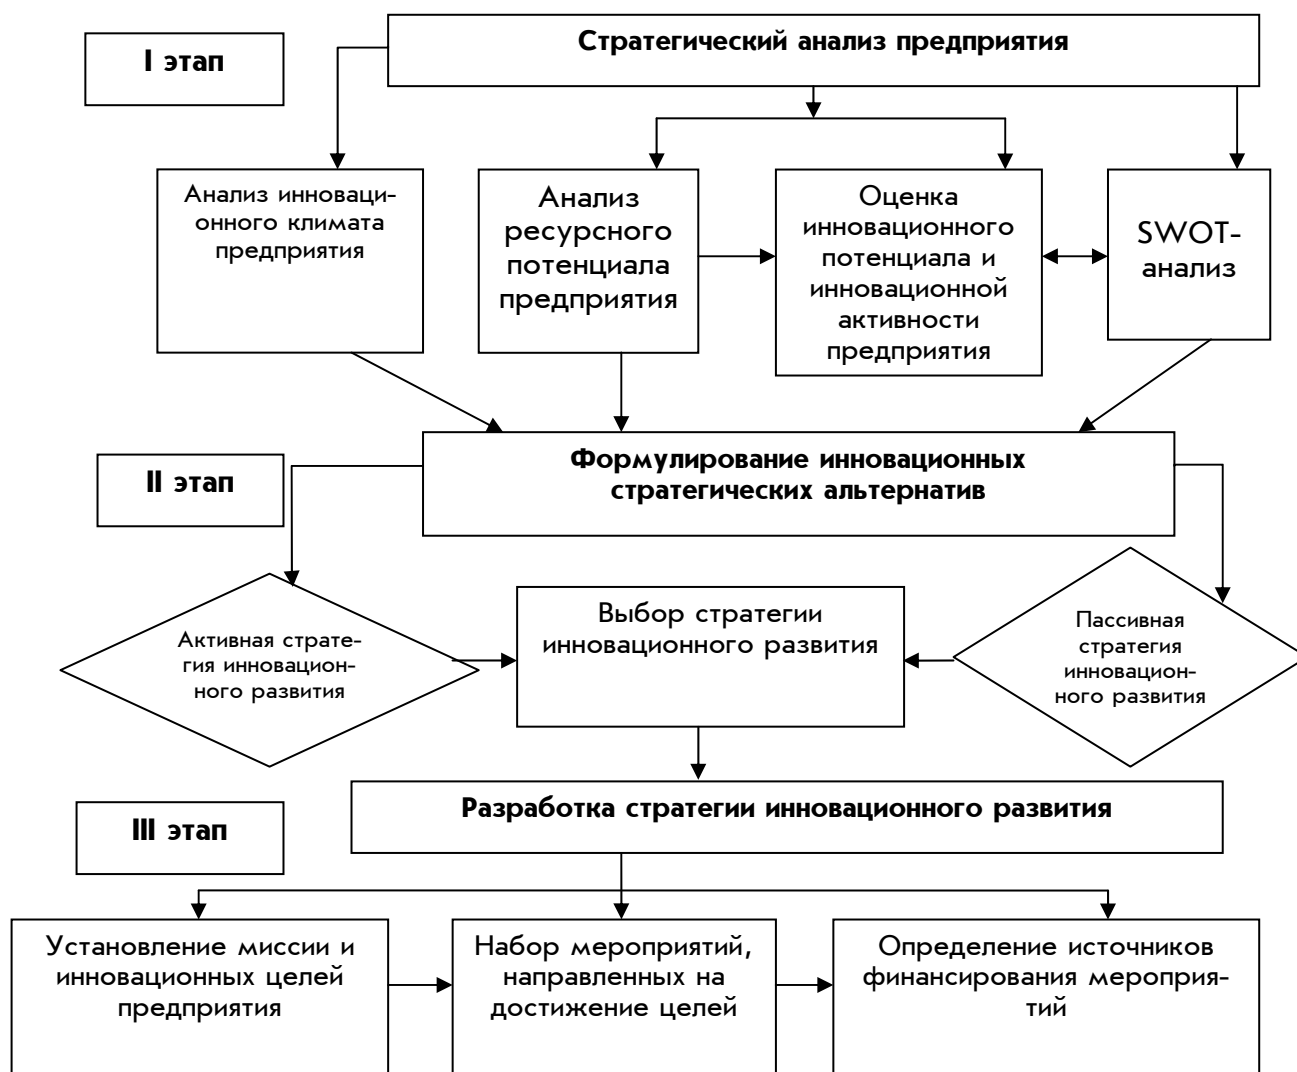 Стратегический анализ предприятия
I этап
Анализ инноваци-
онного климата
предприятия
Анализ
ресурсного
потенциала
предприятия
Оценка
инновационного
потенциала и
инновационной
активности
предприятия
SWOT-
анализ
Формулирование инновационных
стратегических альтернатив
II этап
Активная страте-
гия инновацион-
ного развития
Выбор стратегии
инновационного развития
Пассивная
стратегия
инновацион-
ного развития
Разработка стратегии инновационного развития
III этап
Установление миссии и
инновационных целей
предприятия
Набор мероприятий,
направленных на
достижение целей
Определение источников
финансирования мероприя-
тий